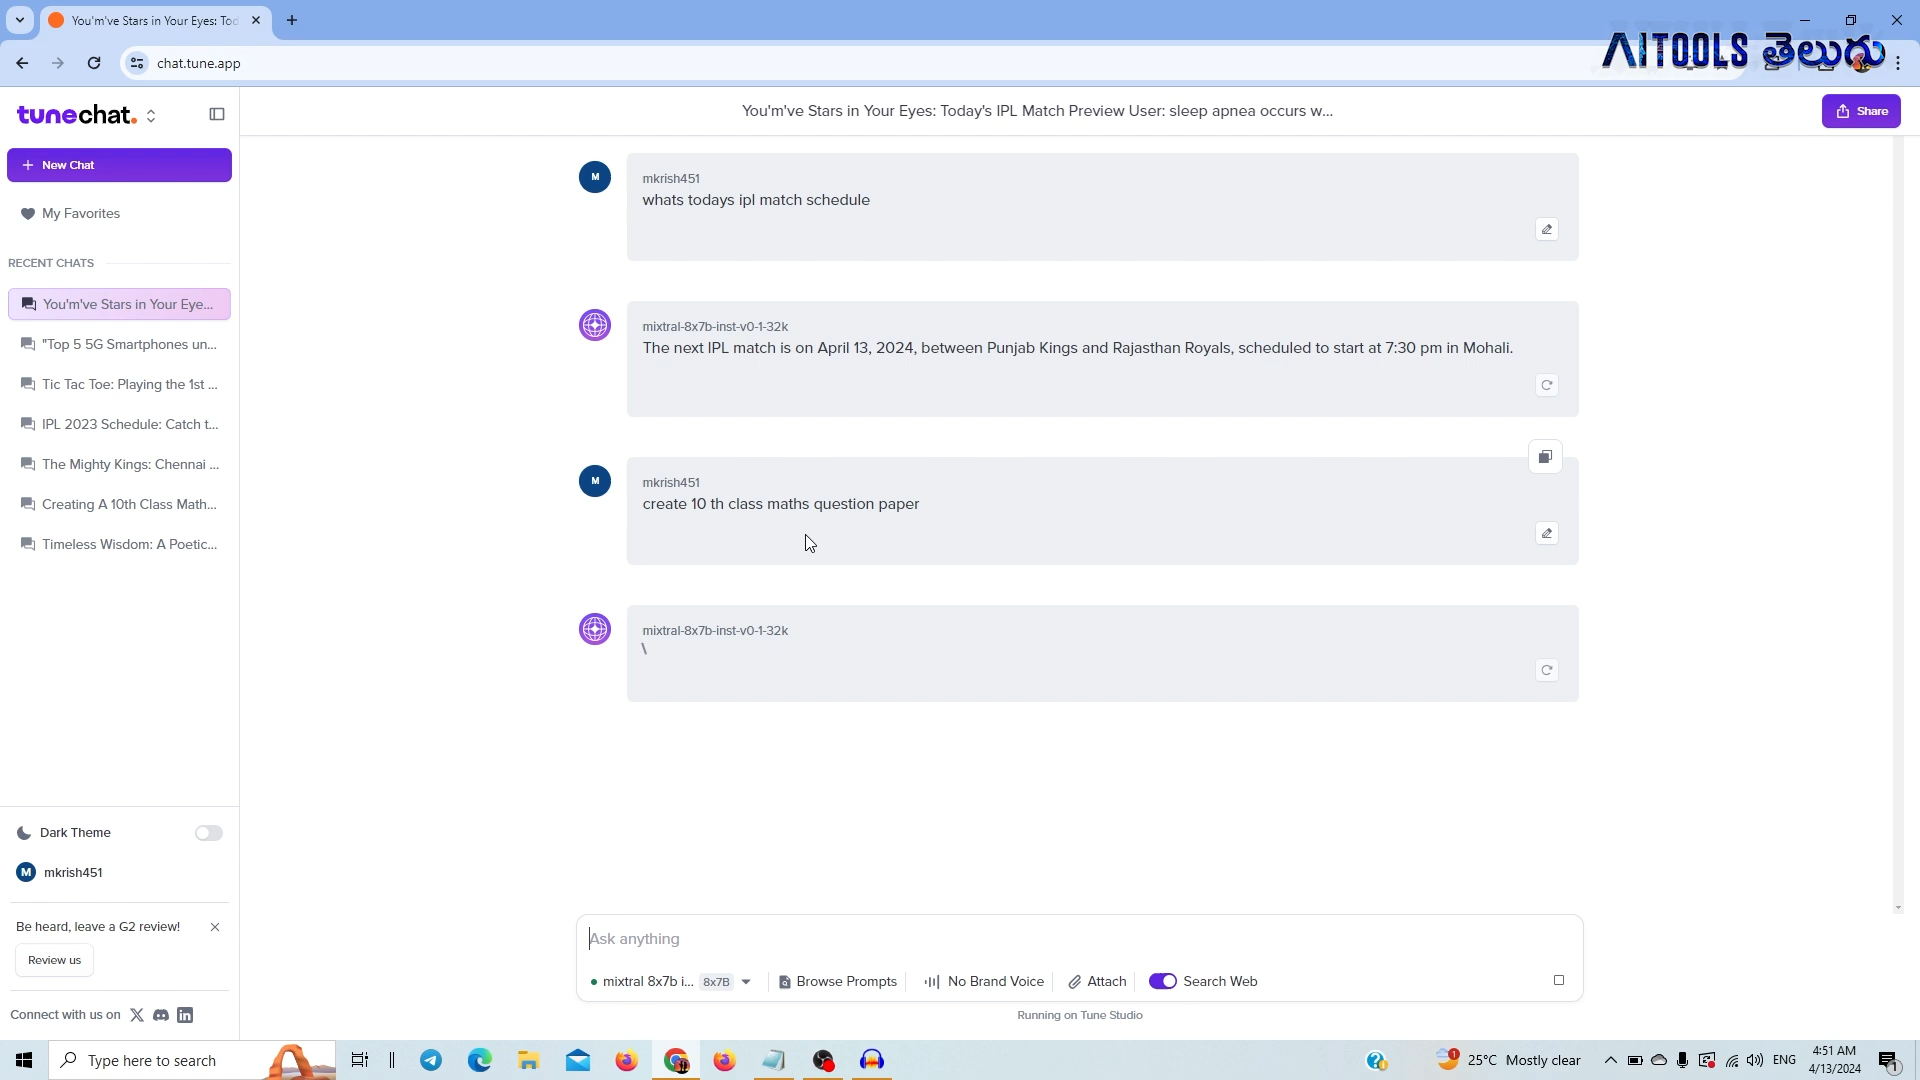 You'm've Stars in Your Eyes: Tod
chat.tune.app
AITOOLS తెలుగు
tunechat.
You'm've Stars in Your Eyes: Today's IPL Match Preview User: sleep apnea occurs w...
Share
New Chat
My Favorites
RECENT CHATS
You'm've Stars in Your Eye...
"Top 5 5G Smartphones un...
Tic Tac Toe: Playing the 1st ...
IPL 2023 Schedule: Catch t...
The Mighty Kings: Chennai ...
Creating A 10th Class Math...
Timeless Wisdom: A Poetic...
M
mkrish451
whats todays ipl match schedule
mixtral-8x7b-inst-v0-1-32k
The next IPL match is on April 13, 2024, between Punjab Kings and Rajasthan Royals, scheduled to start at 7:30 pm in Mohali.
M
mkrish451
create 10 th class maths question paper
mixtral-8x7b-inst-v0-1-32k
\
Dark Theme
M mkrish451
Be heard, leave a G2 review!
Review us
Connect with us on
Ask anything
mixtral 8x7b i... 8x7B Browse Prompts No Brand Voice Attach Search Web
Running on Tune Studio
Type here to search
1 25°C Mostly clear ENG
4:51 AM
4/13/2024
1